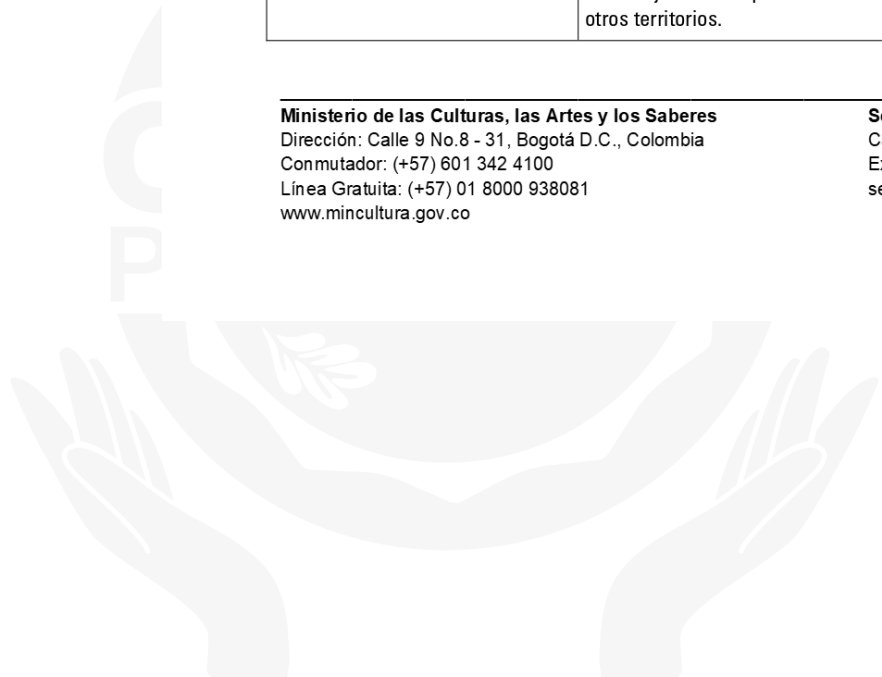 otros territorios.
Ministerio de las Culturas, las Artes y los Saberes
Dirección: Calle 9 No.8 - 31, Bogotá D.C., Colombia
Conmutador: (+57) 601 342 4100
Línea Gratuita: (+57) 01 8000 938081
www.mincultura.gov.co